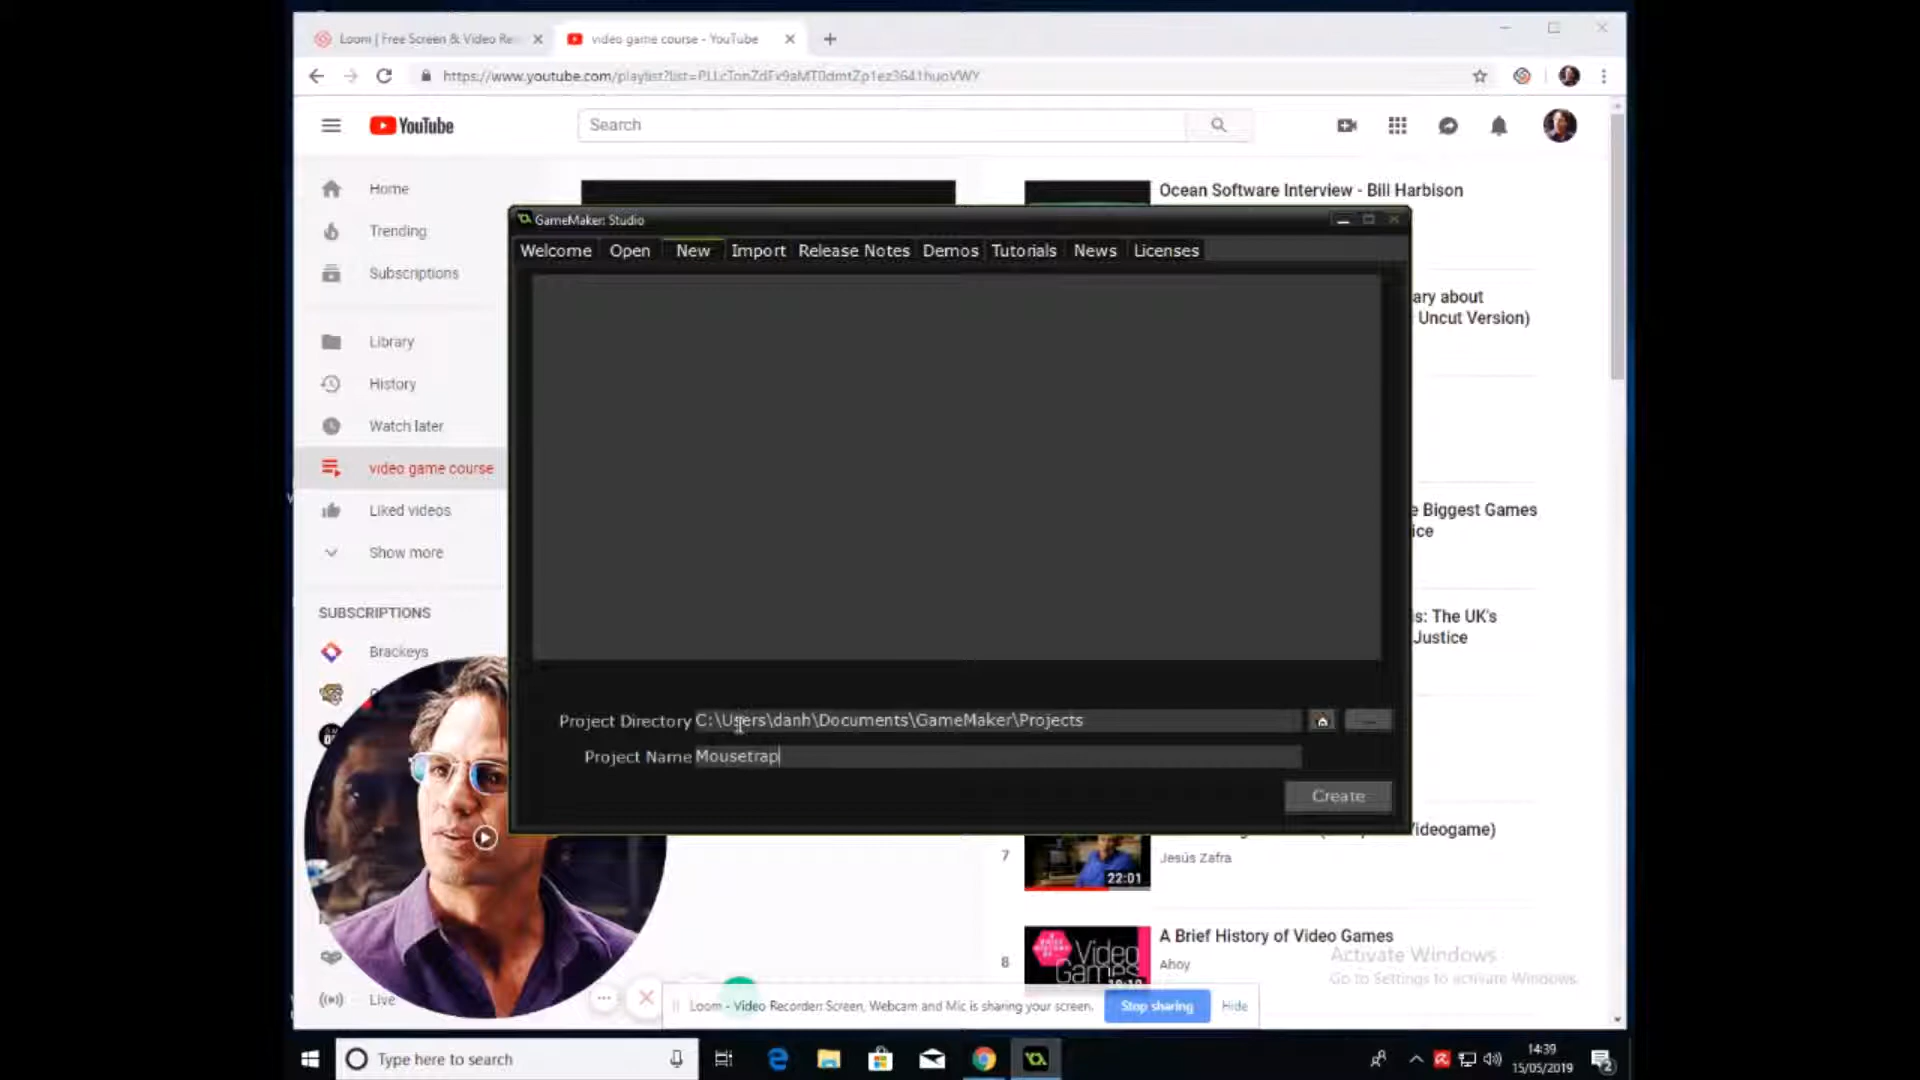 Loom | Free Screen & Video Re
video game course - YouTube
https://www.youtube.com/playlist?list=
YouTube
Search
Home
Trending
Subscriptions
Library
History
Watch later
video game course
Liked videos
Show more
SUBSCRIPTIONS
Brackeys
Live
Ocean Software Interview - Bill Harbison
ary about
Uncut Version)
e Biggest Games
ice
is: The UK's
Justice
GameMaker: Studio
Welcome Open New Import Release Notes Demos Tutorials News Licenses
Project Directory C:\Users\danh\Documents\GameMaker\Projects
Project Name Mousetrap
Create
ideogame)
7
Jesús Zafra
22:01
8
Video
Games
A Brief History of Video Games
Ahoy
Activate Windows
Go to Settings to activate Windows.
Loom - Video Recorder: Screen, Webcam and Mic is sharing your screen.
Stop sharing
Hide
Type here to search
14:39
15/05/2019
2